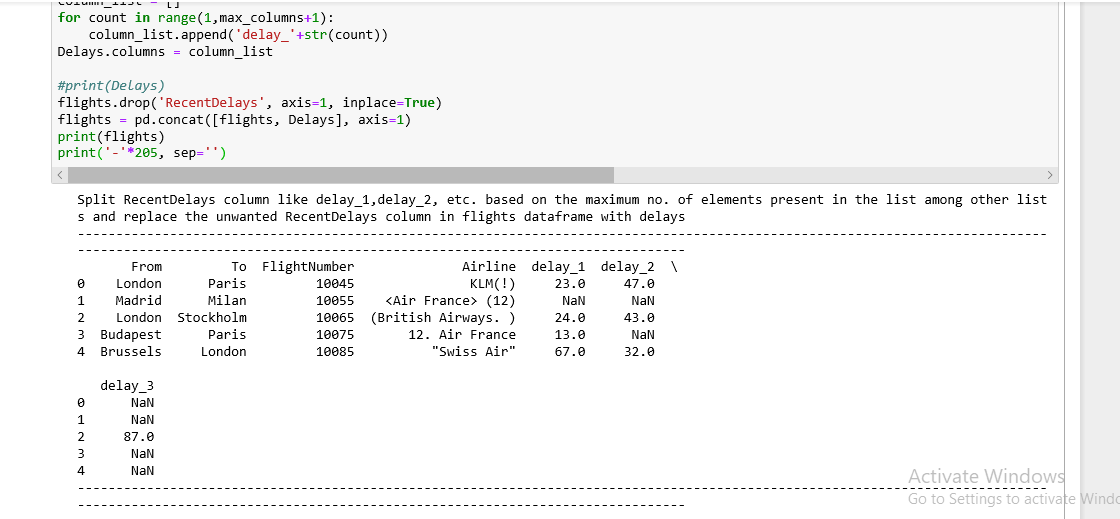 column_list = []
for count in range(1,max_columns+1):
    column_list.append('delay_'+str(count))
Delays.columns = column_list
#print(Delays)
flights.drop('RecentDelays', axis=1, inplace=True)
flights = pd.concat([flights, Delays], axis=1)
print(flights)
print('-'*205, sep='')
Split RecentDelays column like delay_1,delay_2, etc. based on the maximum no. of elements present in the list among other list
s and replace the unwanted RecentDelays column in flights dataframe with delays
------------------------------------------------------------------------------------------------------------------------------
-------------------------------------------------------------------------------
       From         To  FlightNumber              Airline  delay_1  delay_2  \
0    London      Paris         10045               KLM(!)     23.0     47.0
1    Madrid      Milan         10055    <Air France> (12)      NaN      NaN
2    London  Stockholm         10065  (British Airways. )     24.0     43.0
3  Budapest      Paris         10075       12. Air France     13.0      NaN
4  Brussels     London         10085          "Swiss Air"     67.0     32.0
   delay_3
0      NaN
1      NaN
2     87.0
3      NaN
4      NaN
------------------------------------------------------------------------------------------------------------------------------
-------------------------------------------------------------------------------
Activate Windows
Go to Settings to activate Windo